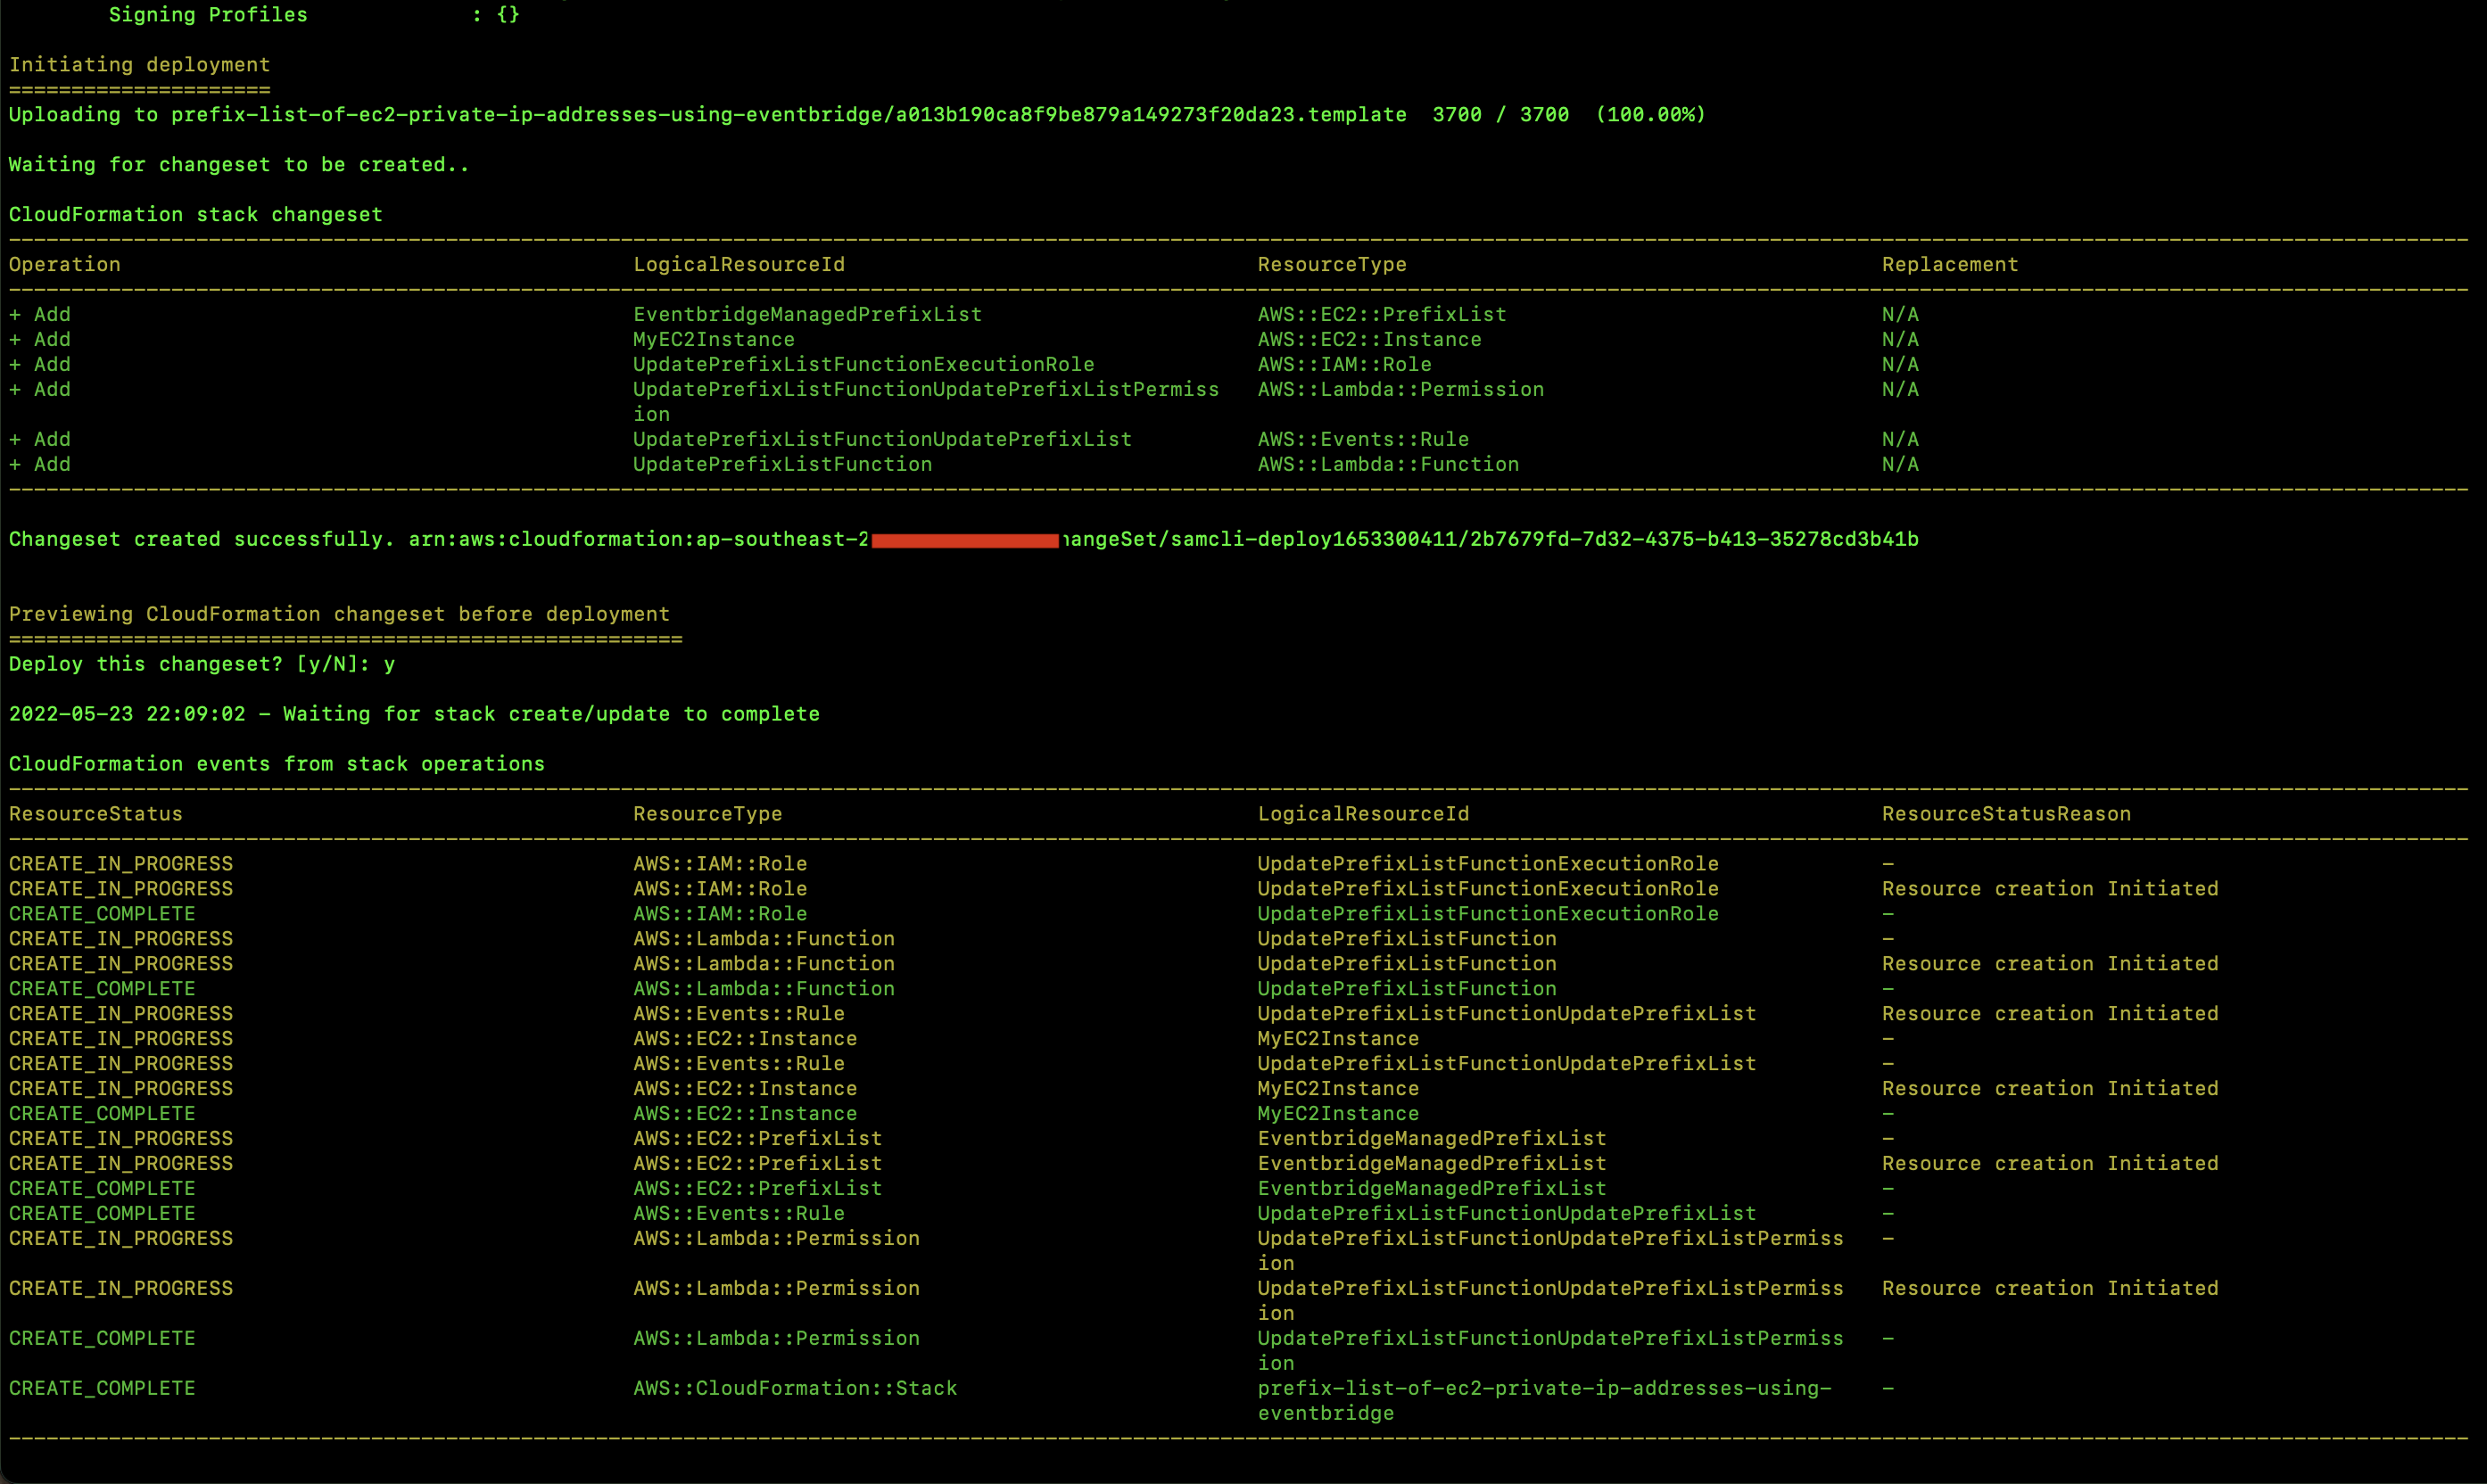 Signing Profiles : {}
Initiating deployment
=====================
Uploading to prefix-list-of-ec2-private-ip-addresses-using-eventbridge/a013b190ca8f9be879a149273f20da23.template 3700 / 3700 (100.00%)
Waiting for changeset to be created..
CloudFormation stack changeset
Operation LogicalResourceId ResourceType Replacement
+ Add EventbridgeManagedPrefixList AWS::EC2::PrefixList N/A
+ Add MyEC2Instance AWS::EC2::Instance N/A
+ Add UpdatePrefixListFunctionExecutionRole AWS::IAM::Role N/A
+ Add UpdatePrefixListFunctionUpdatePrefixListPermiss AWS::Lambda::Permission N/A
ion
+ Add UpdatePrefixListFunctionUpdatePrefixList AWS::Events::Rule N/A
+ Add UpdatePrefixListFunction AWS::Lambda::Function N/A
Changeset created successfully. arn:aws:cloudformation:ap-southeast-2 hangeSet/samcli-deploy1653300411/2b7679fd-7d32-4375-b413-35278cd3b41b
Previewing CloudFormation changeset before deployment
======================================================
Deploy this changeset? [y/N]: y
2022-05-23 22:09:02 - Waiting for stack create/update to complete
CloudFormation events from stack operations
ResourceStatus ResourceType LogicalResourceId ResourceStatusReason
CREATE_IN_PROGRESS AWS::IAM::Role UpdatePrefixListFunctionExecutionRole -
CREATE_IN_PROGRESS AWS::IAM::Role UpdatePrefixListFunctionExecutionRole Resource creation Initiated
CREATE_COMPLETE AWS::IAM::Role UpdatePrefixListFunctionExecutionRole -
CREATE_IN_PROGRESS AWS::Lambda::Function UpdatePrefixListFunction -
CREATE_IN_PROGRESS AWS::Lambda::Function UpdatePrefixListFunction Resource creation Initiated
CREATE_COMPLETE AWS::Lambda::Function UpdatePrefixListFunction -
CREATE_IN_PROGRESS AWS::Events::Rule UpdatePrefixListFunctionUpdatePrefixList Resource creation Initiated
CREATE_IN_PROGRESS AWS::EC2::Instance MyEC2Instance -
CREATE_IN_PROGRESS AWS::Events::Rule UpdatePrefixListFunctionUpdatePrefixList -
CREATE_IN_PROGRESS AWS::EC2::Instance MyEC2Instance Resource creation Initiated
CREATE_COMPLETE AWS::EC2::Instance MyEC2Instance -
CREATE_IN_PROGRESS AWS::EC2::PrefixList EventbridgeManagedPrefixList -
CREATE_IN_PROGRESS AWS::EC2::PrefixList EventbridgeManagedPrefixList Resource creation Initiated
CREATE_COMPLETE AWS::EC2::PrefixList EventbridgeManagedPrefixList -
CREATE_COMPLETE AWS::Events::Rule UpdatePrefixListFunctionUpdatePrefixList -
CREATE_IN_PROGRESS AWS::Lambda::Permission UpdatePrefixListFunctionUpdatePrefixListPermiss -
ion
CREATE_IN_PROGRESS AWS::Lambda::Permission UpdatePrefixListFunctionUpdatePrefixListPermiss Resource creation Initiated
ion
CREATE_COMPLETE AWS::Lambda::Permission UpdatePrefixListFunctionUpdatePrefixListPermiss -
ion
CREATE_COMPLETE AWS::CloudFormation::Stack prefix-list-of-ec2-private-ip-addresses-using- -
eventbridge